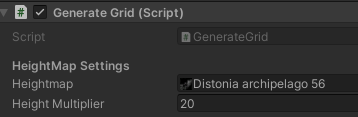 Generate Grid (Script)
Script GenerateGrid
HeightMap Settings
Heightmap Distonia archipelago 56
Height Multiplier 20